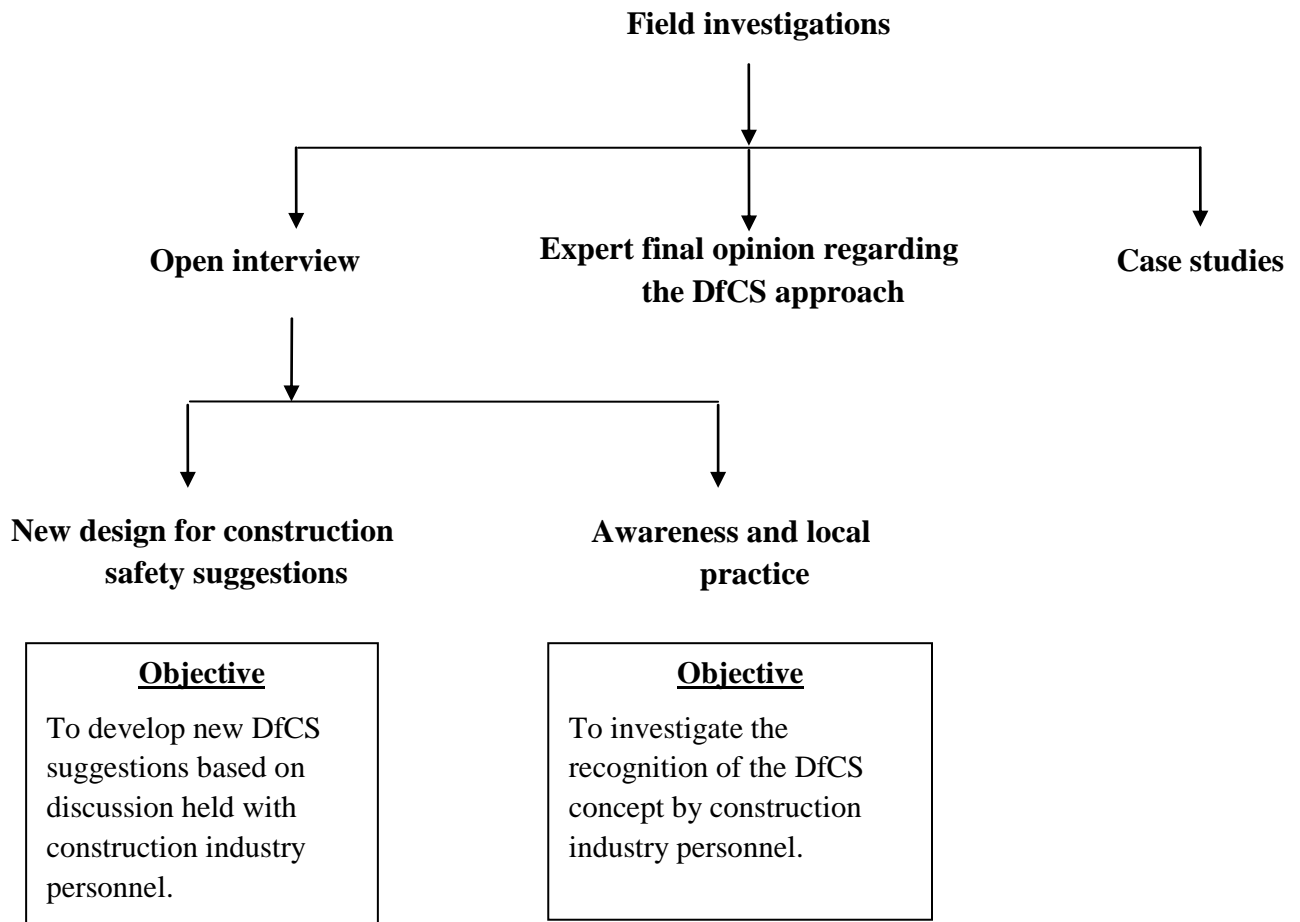 Field investigations
Open interview
Expert final opinion regarding
the DfCS approach
Case studies
New design for construction
safety suggestions
Awareness and local
practice
Objective
To develop new DfCS
suggestions based on
discussion held with
construction industry
personnel.
Objective
To investigate the
recognition of the DfCS
concept by construction
industry personnel.